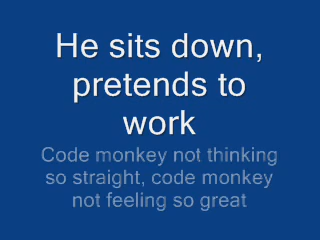 He sits down,
pretends to
work
Code monkey not thinking
so straight, code monkey
not feeling so great